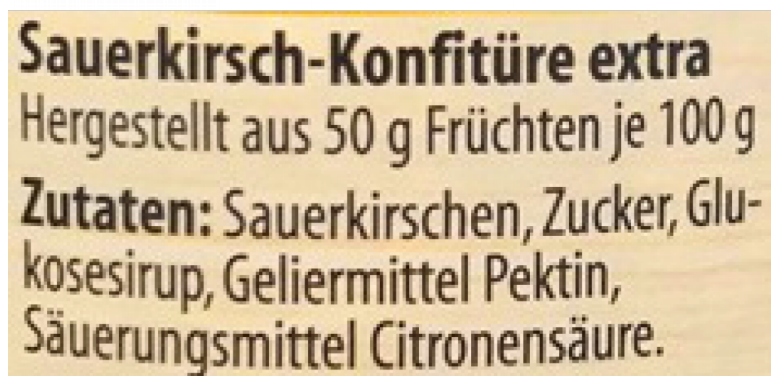 Sauerkirsch-Konfitüre extra
Hergestellt aus 50 g Früchten je 100 g
Zutaten: Sauerkirschen, Zucker, Glu-
kosesirup, Geliermittel Pektin,
Säuerungsmittel Citronensäure.